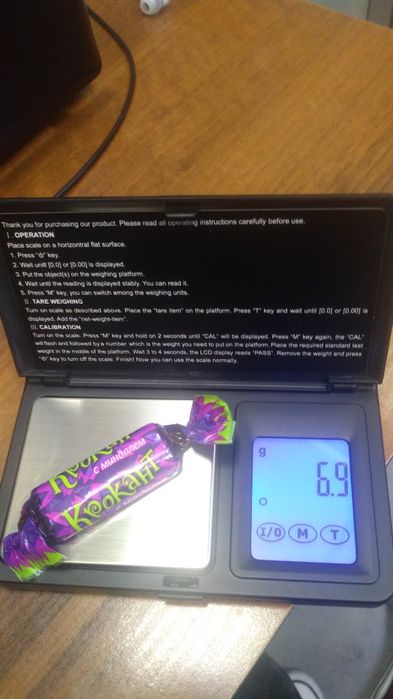 Thank you for purchasing our product. Please read all operating instructions carefully before use.
I .OPERATION
Place scale on a horizontral flat surface.
1. Press "⏻" key.
2. Wait unitl [0.0] or [0.00] is displayed.
3. Put the object(s) on the weighing platform.
4. Wait until the reading is displayed stably. You can read it.
5. Press "M" key, you can switch among the weighing units.
II. TARE WEIGHING
Turn on scale as described above. Place the "tare item" on the platform. Press "T" key and wait until [0.0] or [0.00] is
displayed. Add the "net-weight-item".
III. CALIBRATION
Turn on the scale. Press "M" key and hold on 2 seconds until "CAL" will be displayed. Press "M" key again, the "CAL"
will flash and followed by a number which is the weight you need to put on the platform. Place the required standard test
weight in the middle of the platform. Wait 3 to 4 seconds, the LCD display reads "PASS". Remove the weight and press
"⏻" key to turn off the scale. Finish! Now you can use the scale normally.
g
6.9
I/O M T
Крокант
с миндалем
Крокант